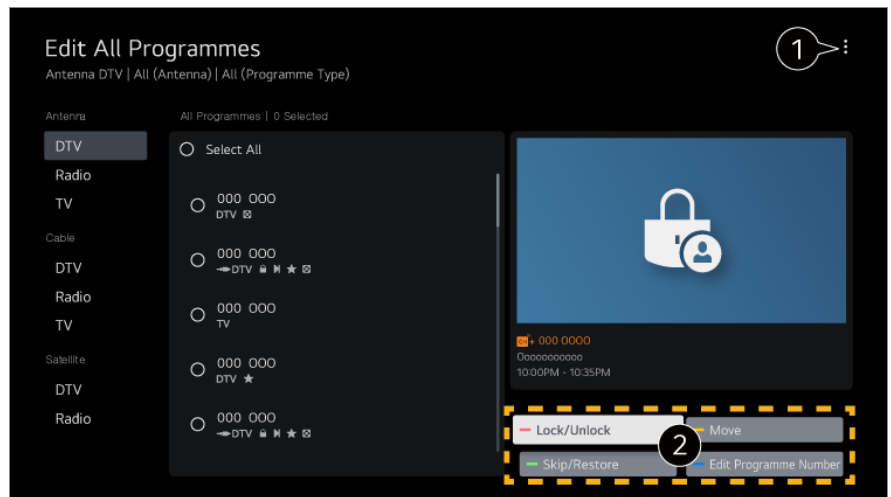 Edit All Programmes
Antenna DTV | All (Antenna) | All (Programme Type)
1
Antenna
DTV
Radio
TV
Cable
DTV
Radio
TV
Satellite
DTV
Radio
All Programmes | 0 Selected
Select All
000 000
DTV
000 000
DTV
000 000
TV
000 000
DTV
000 000
DTV
CH+ 000 0000
Ooooooooooo
10:00PM - 10:35PM
Lock/Unlock
Move
2
Skip/Restore
Edit Programme Number